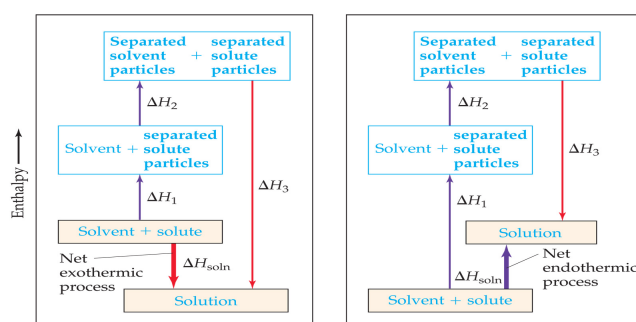 Enthalpy
Separated separated
solvent + solute
particles particles
ΔH2
separated
Solvent + solute
particles
ΔH1
ΔH3
Solvent + solute
Net
exothermic
process
ΔHsoln
Solution
Separated separated
solvent + solute
particles particles
ΔH2
separated
Solvent + solute
particles
ΔH3
ΔH1
Solution
ΔHsoln
Net
endothermic
process
Solvent + solute